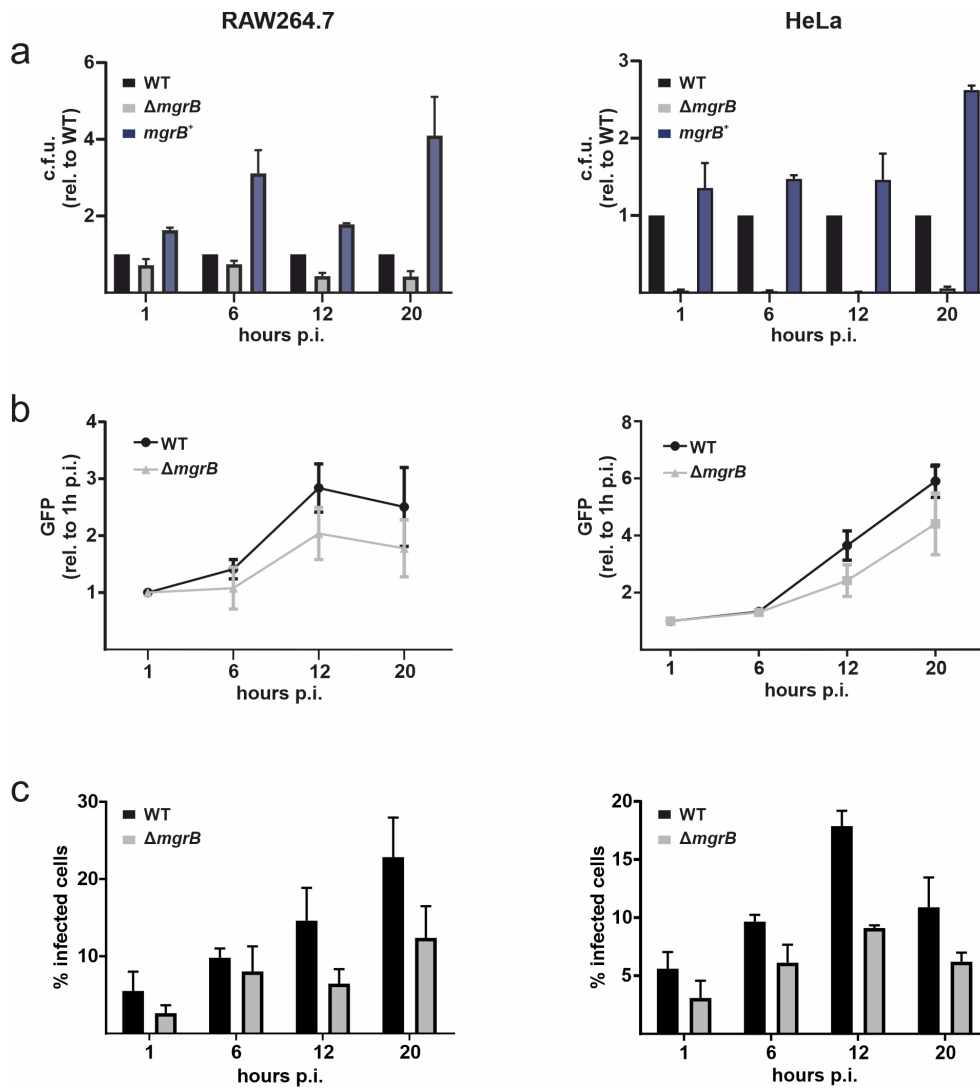 RAW264.7
HeLa
a
c.f.u.
(rel. to WT)
6
4
2
WT
ΔmgrB
mgrB+
1 6 12 20
hours p.i.
c.f.u.
(rel. to WT)
3
2
1
WT
ΔmgrB
mgrB+
1 6 12 20
hours p.i.
b
GFP
(rel. to 1h p.i.)
4
3
2
1
WT
ΔmgrB
1 6 12 20
hours p.i.
GFP
(rel. to 1h p.i.)
8
6
4
2
WT
ΔmgrB
1 6 12 20
hours p.i.
c
% infected cells
30
20
10
WT
ΔmgrB
1 6 12 20
hours p.i.
% infected cells
20
15
10
5
WT
ΔmgrB
1 6 12 20
hours p.i.